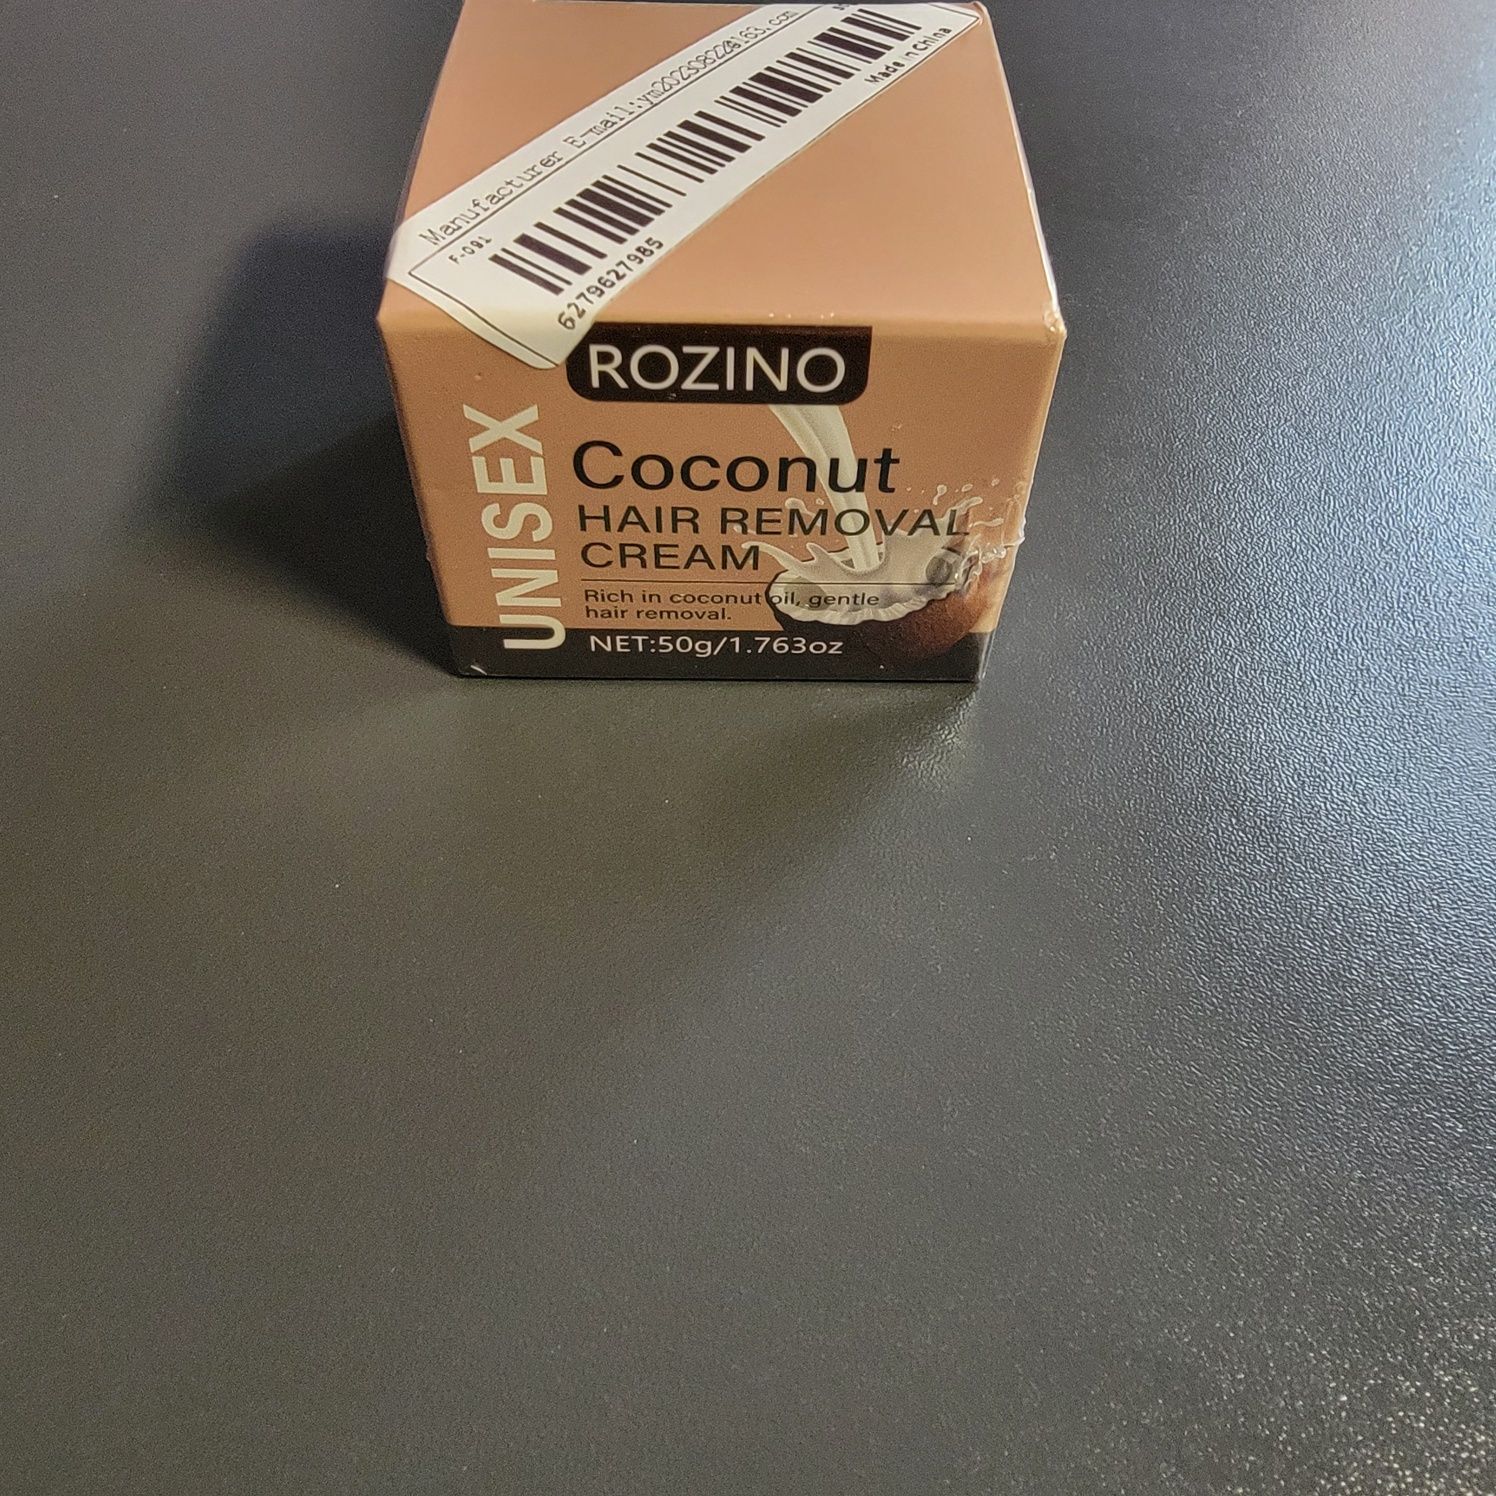 Manufacturer E-mail:
F-091
6279627985
Made in China
ROZINO
UNISEX
Coconut
HAIR REMOVAL
CREAM
Rich in coconut oil, gentle
hair removal.
NET:50g/1.763oz